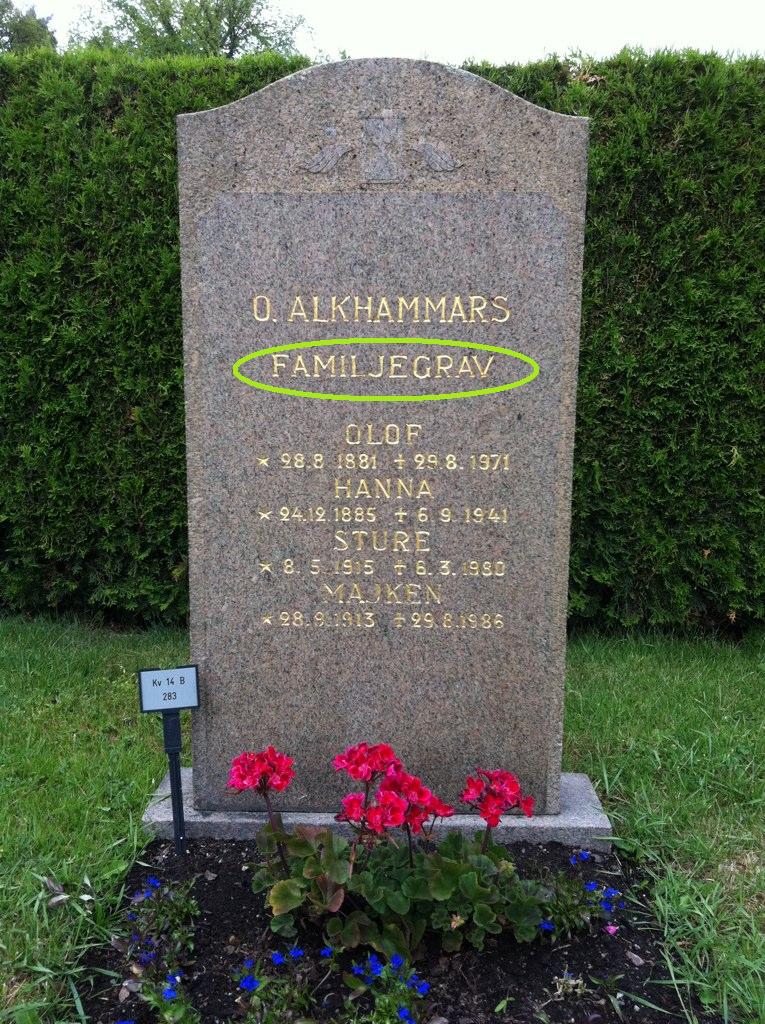 O. ALKHAMMARS
FAMILJEGRAV
OLOF
* 28.8 1881 + 29.8.1971
HANNA
* 24.12 1885 + 6 9.1941
STURE
* 8. 5.1915 + 8.3.1980
MAJKEN
* 28.9.1913 + 29.8.1986
Kv 14 B
283